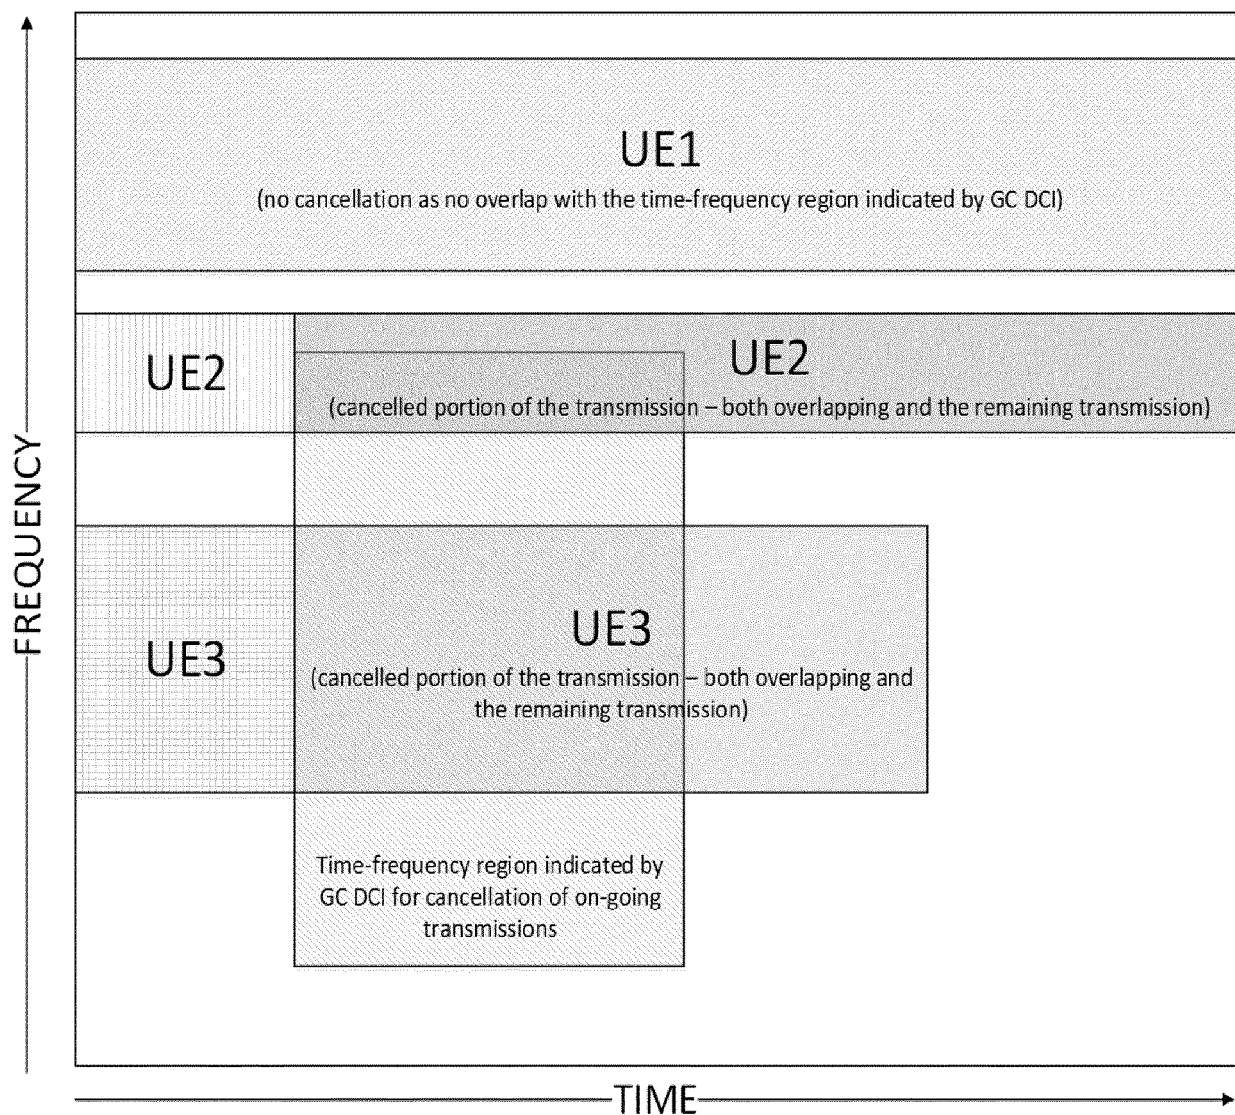 UE1
(no cancellation as no overlap with the time-frequency region indicated by GC DCI)
UE2
UE2
(cancelled portion of the transmission – both overlapping and the remaining transmission)
FREQUENCY
UE3
UE3
(cancelled portion of the transmission – both overlapping and
the remaining transmission)
Time-frequency region indicated by
GC DCI for cancellation of on-going
transmissions
TIME